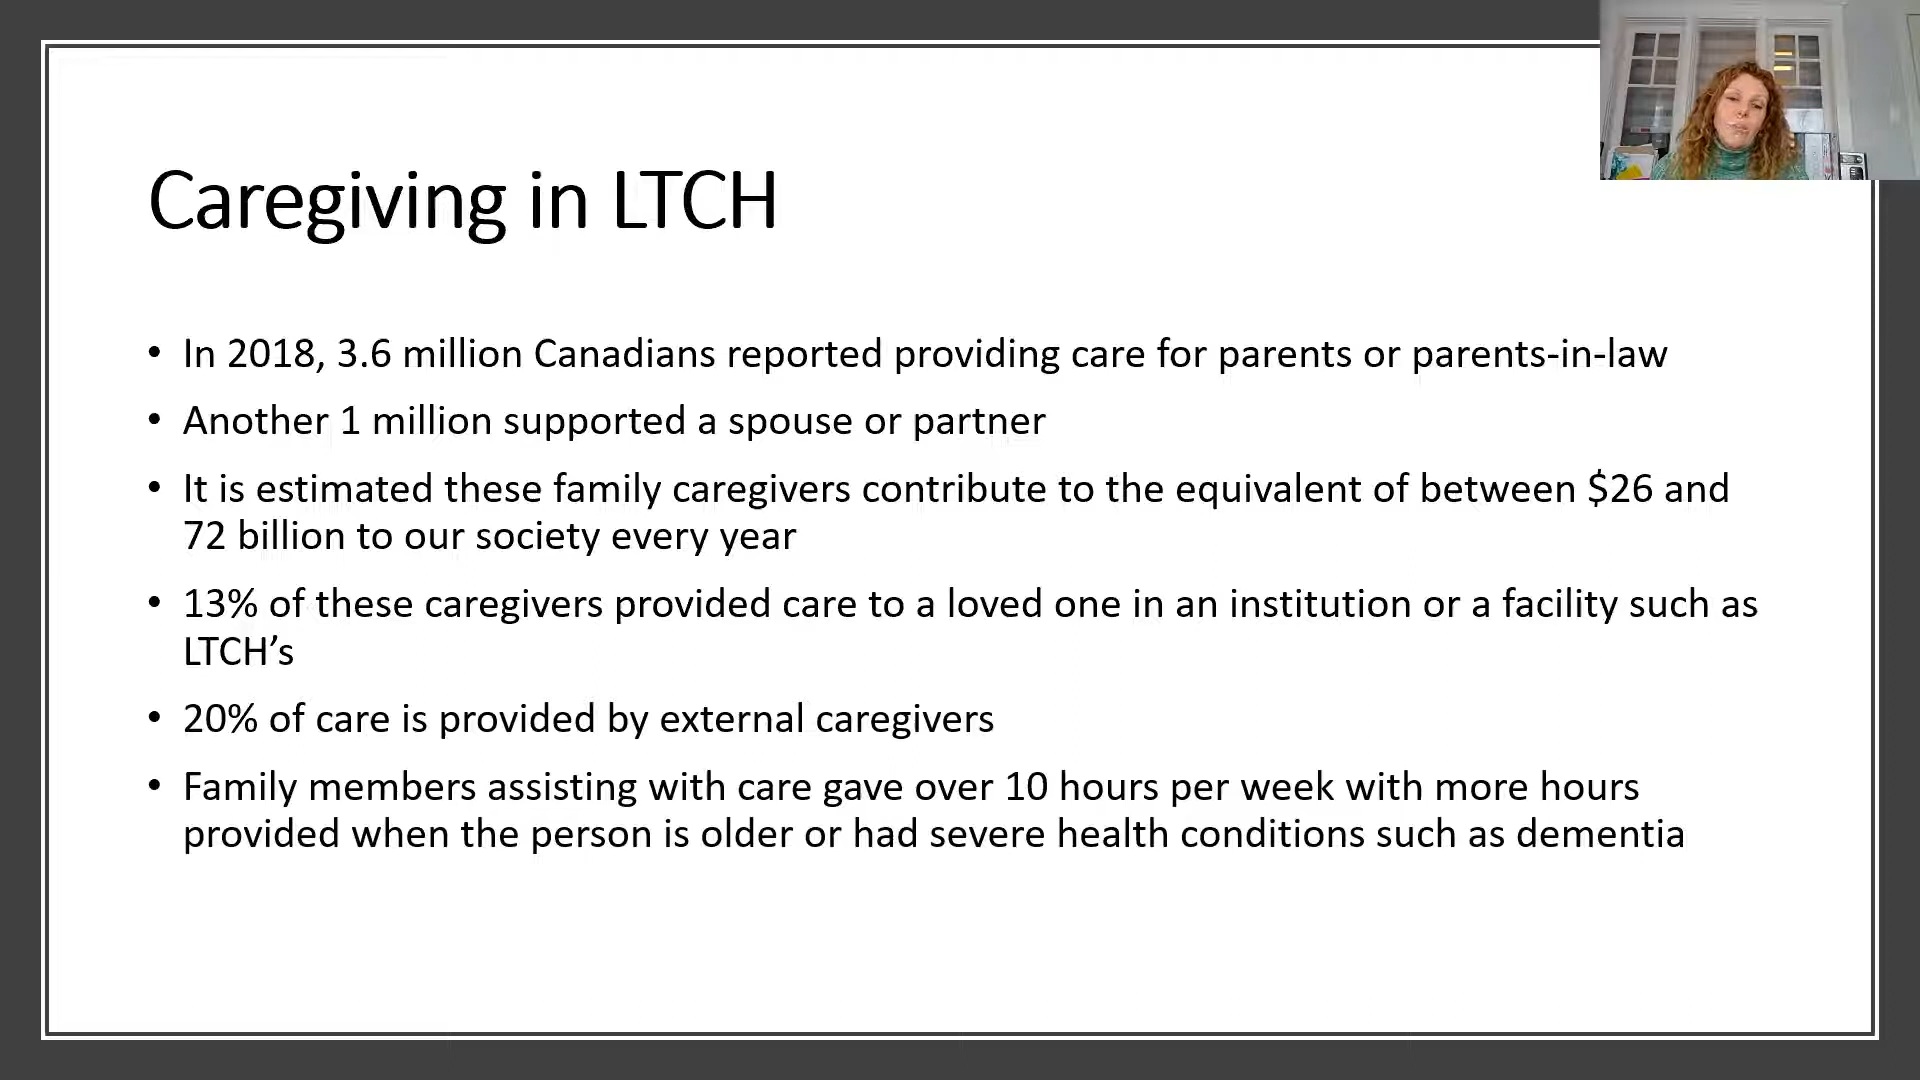 Caregiving in LTCH
• In 2018, 3.6 million Canadians reported providing care for parents or parents-in-law
• Another 1 million supported a spouse or partner
• It is estimated these family caregivers contribute to the equivalent of between $26 and
72 billion to our society every year
• 13% of these caregivers provided care to a loved one in an institution or a facility such as
LTCH’s
• 20% of care is provided by external caregivers
• Family members assisting with care gave over 10 hours per week with more hours
provided when the person is older or had severe health conditions such as dementia